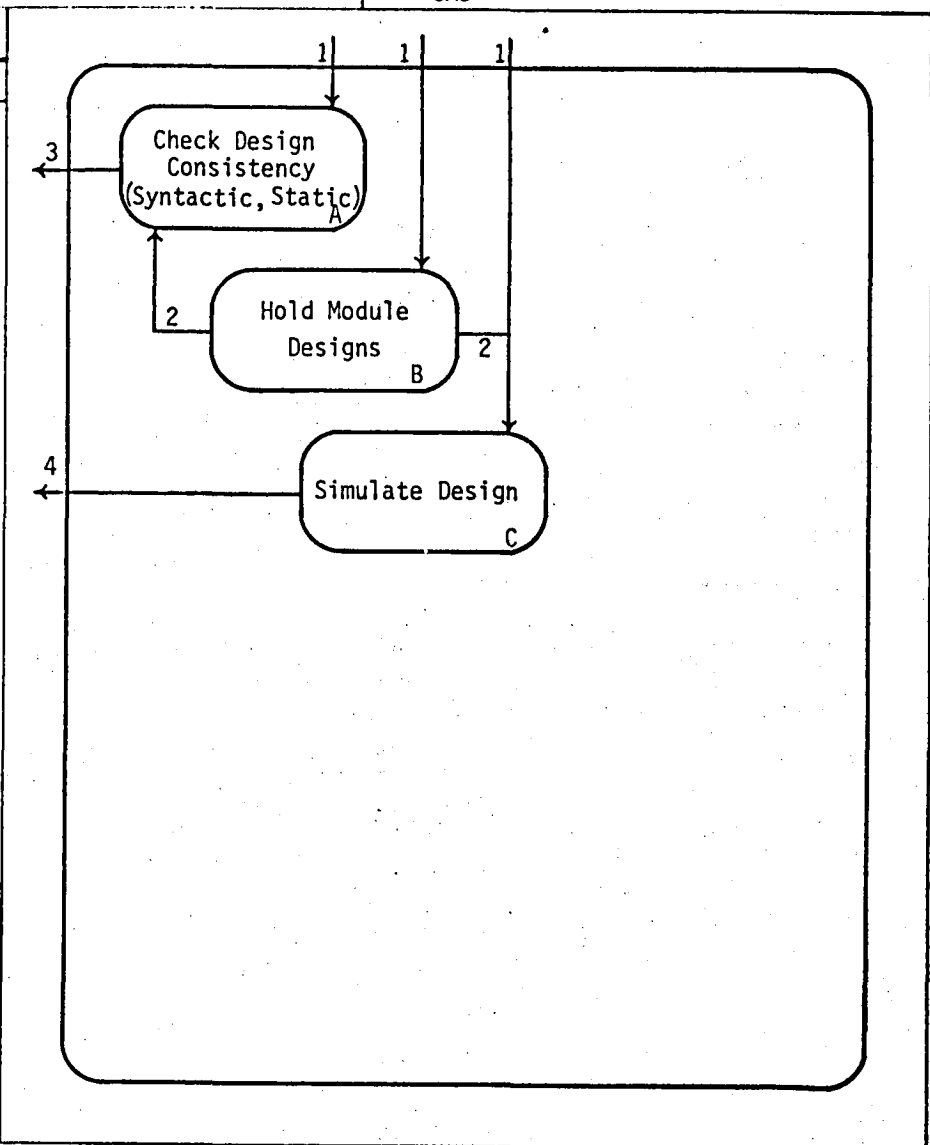 1 1 1
Check Design
Consistency
(Syntactic, Static)
A
3
2
Hold Module
Designs
B
2
4
Simulate Design
C